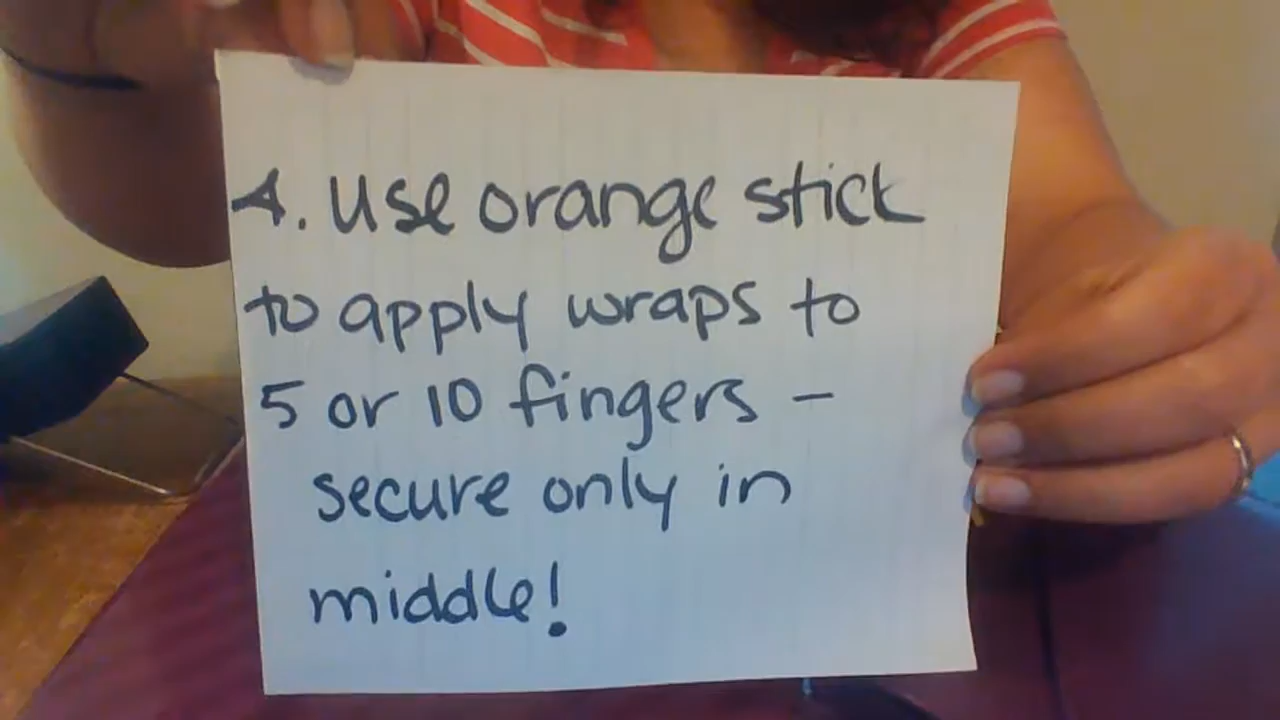 4. Use orange stick
to apply wraps to
5 or 10 fingers -
secure only in
middle!